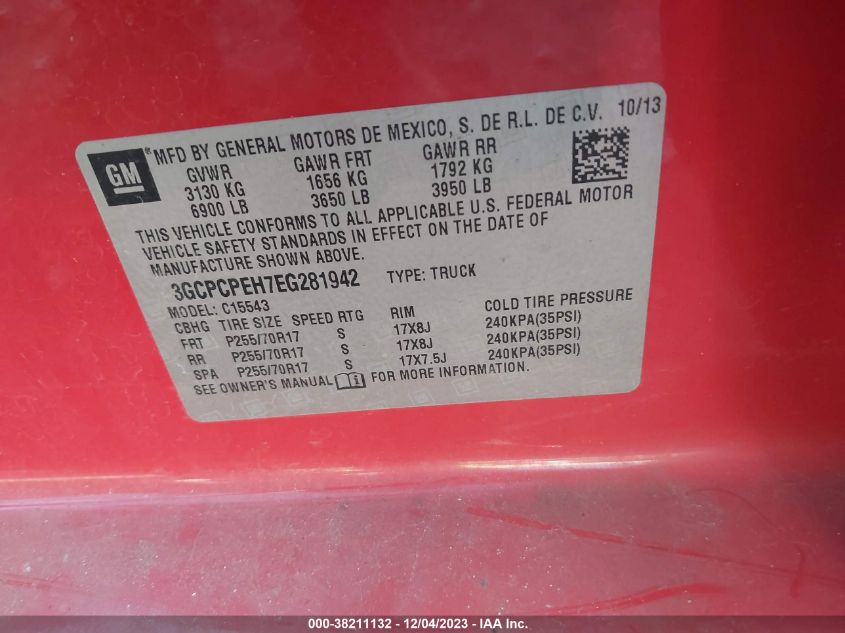 GM
®MFD BY GENERAL MOTORS DE MEXICO, S. DE R.L. DE C.V. 10/13
GVWR GAWR FRT GAWR RR
3130 KG 1656 KG 1792 KG
6900 LB 3650 LB 3950 LB
THIS VEHICLE CONFORMS TO ALL APPLICABLE U.S. FEDERAL MOTOR
VEHICLE SAFETY STANDARDS IN EFFECT ON THE DATE OF
MANUFACTURE SHOWN ABOVE.
3GCPCPEH7EG281942 TYPE: TRUCK
MODEL: C15543
CBHG TIRE SIZE SPEED RTG RIM COLD TIRE PRESSURE
FRT P255/70R17 S 17X8J 240KPA(35PSI)
RR P255/70R17 S 17X8J 240KPA(35PSI)
SPA P255/70R17 S 17X7.5J 240KPA(35PSI)
SEE OWNER'S MANUAL FOR MORE INFORMATION.
000-38211132 - 12/04/2023 - IAA Inc.